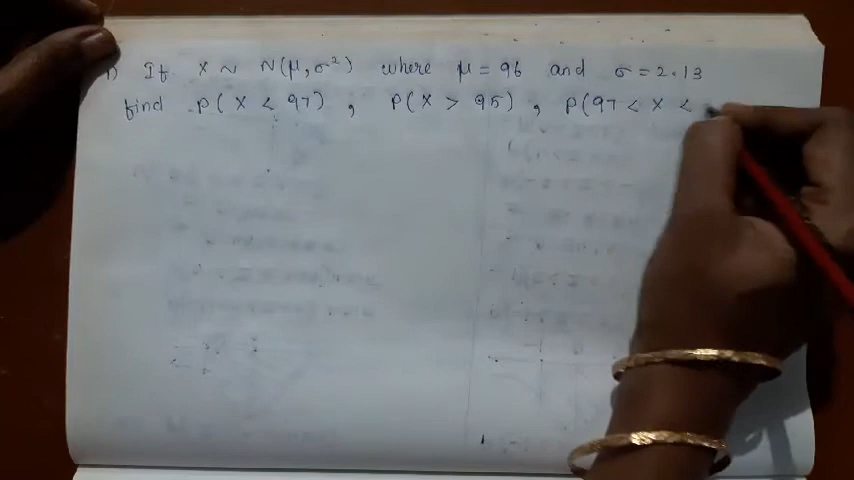 1) If X ~ N(μ, σ²) where μ = 96 and σ = 2.13
find P( X < 97) , P(X > 95) , P(97 < X <